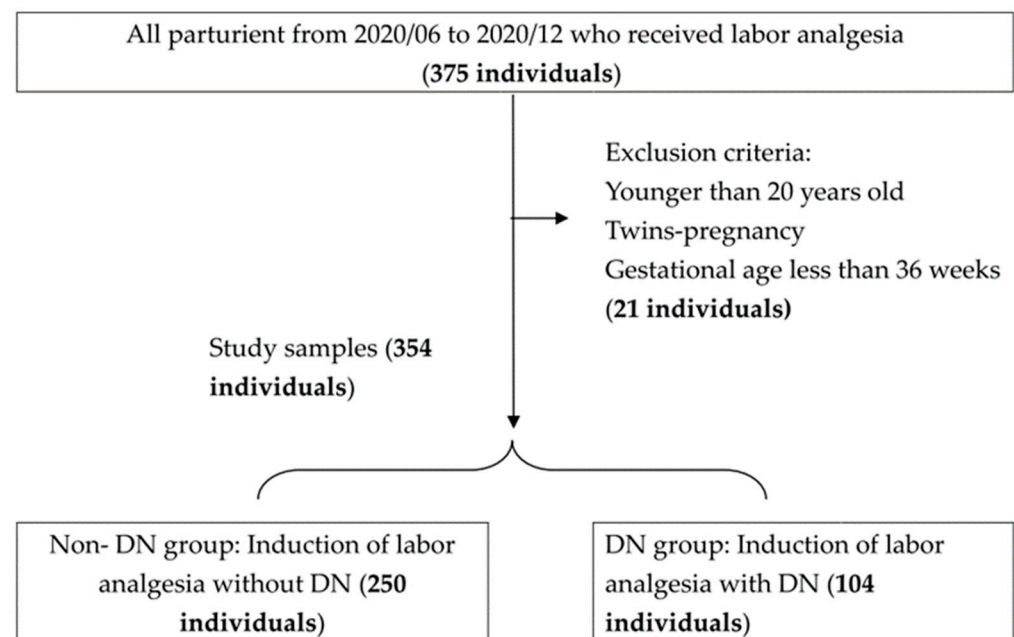 All parturient from 2020/06 to 2020/12 who received labor analgesia
(375 individuals)
Exclusion criteria:
Younger than 20 years old
Twins-pregnancy
Gestational age less than 36 weeks
(21 individuals)
Study samples (354
individuals)
Non- DN group: Induction of labor
analgesia without DN (250
individuals)
DN group: Induction of labor
analgesia with DN (104
individuals)